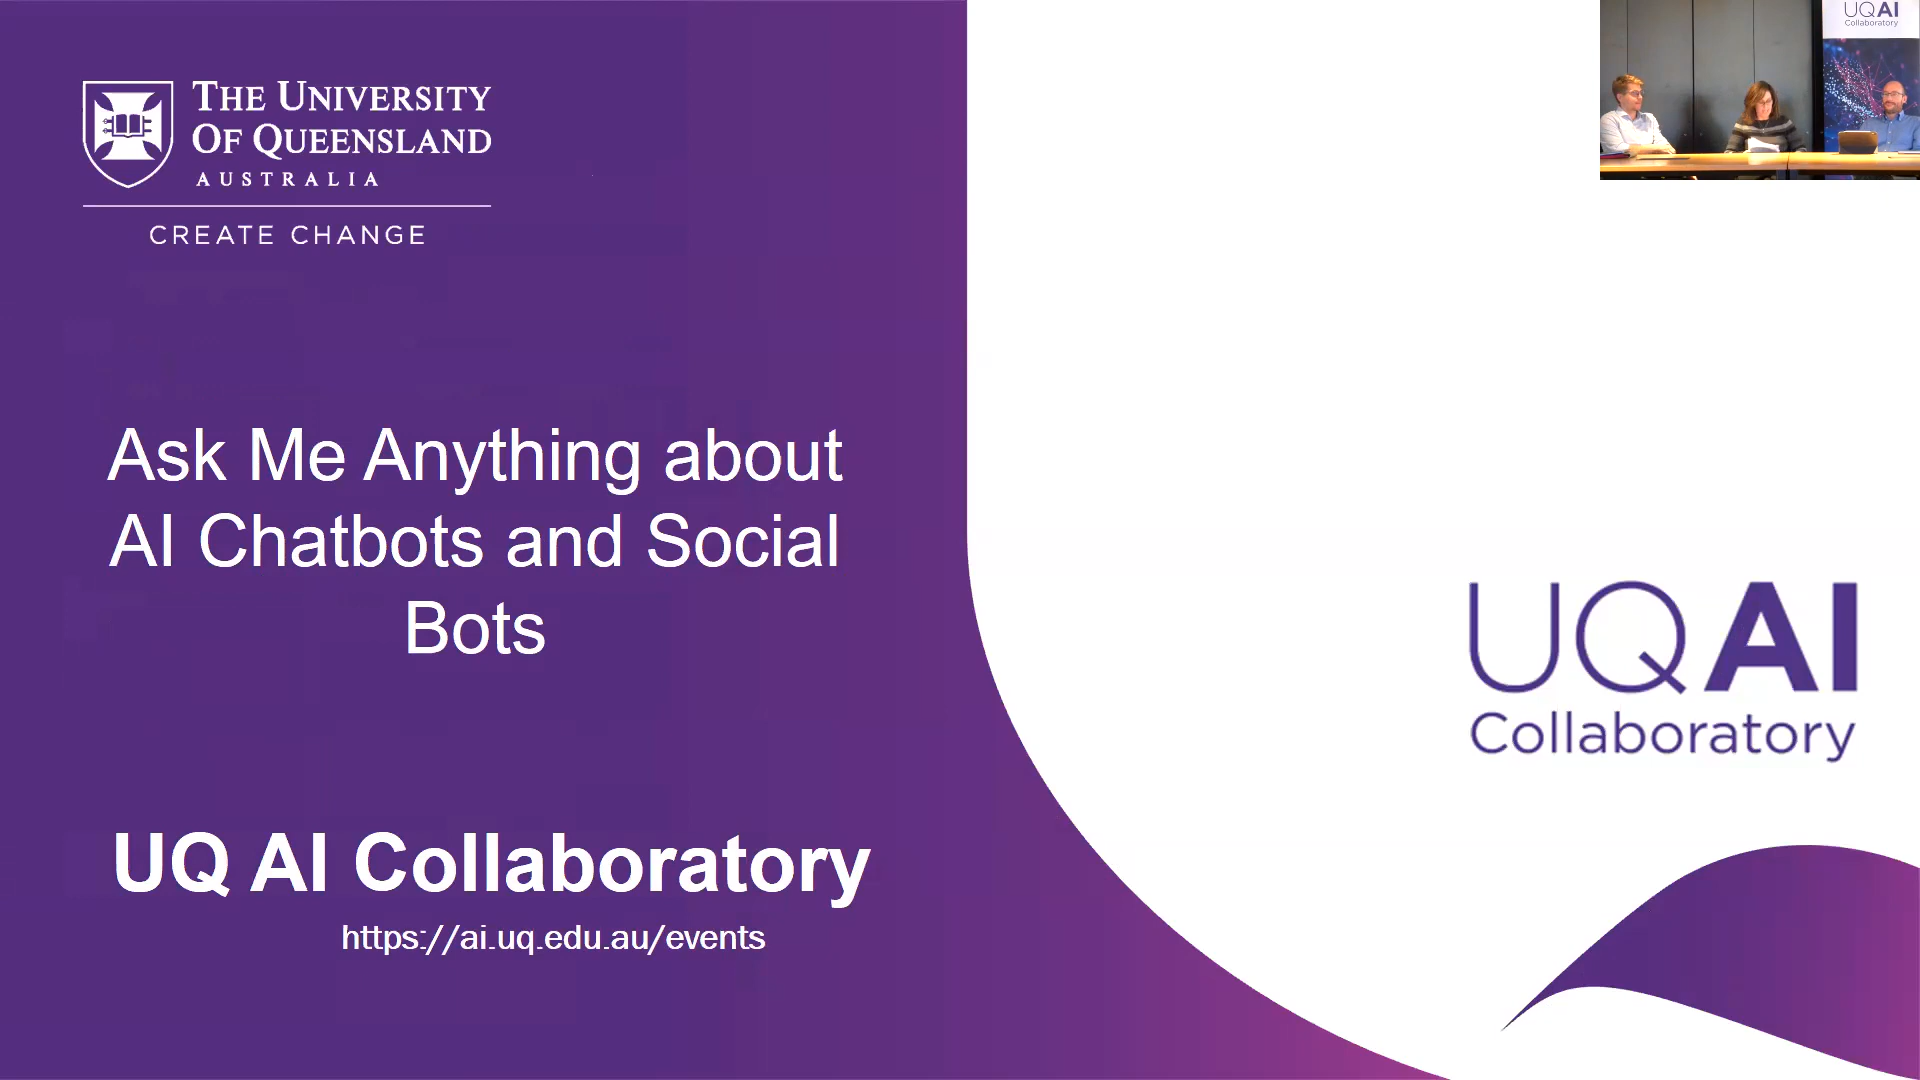 THE UNIVERSITY
OF QUEENSLAND
AUSTRALIA
CREATE CHANGE
Ask Me Anything about
AI Chatbots and Social
Bots
UQ AI Collaboratory
https://ai.uq.edu.au/events
UQAI
Collaboratory
UQAI
Collaboratory